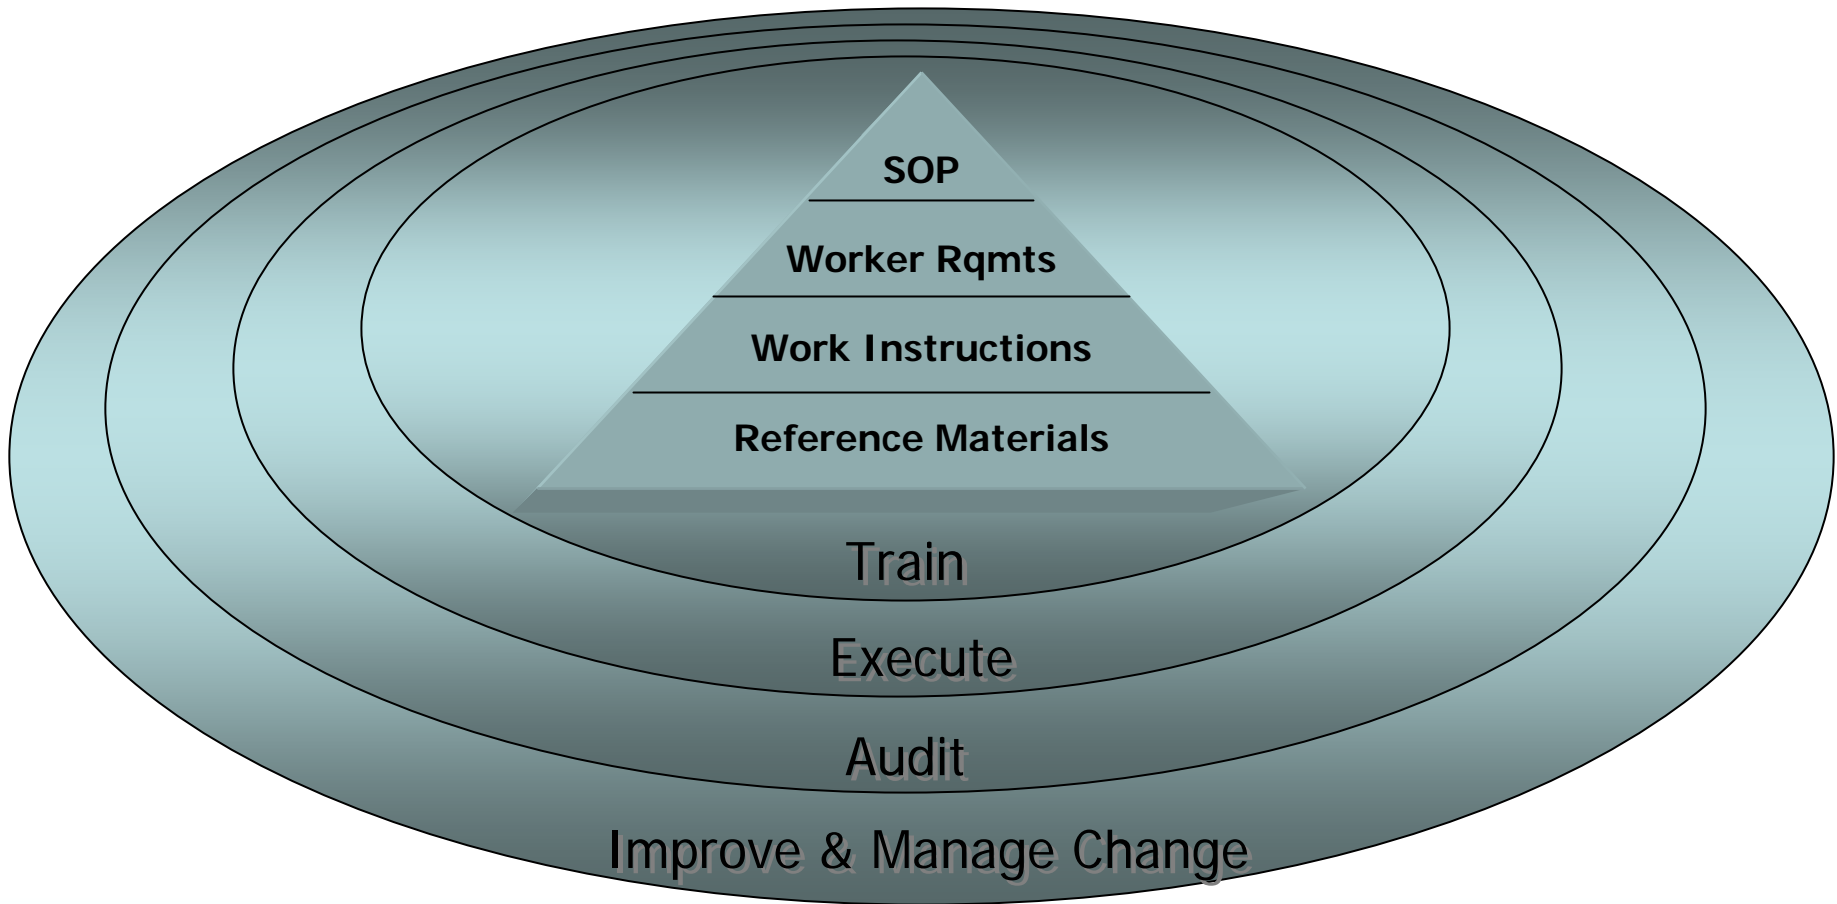 SOP
Worker Rqmts
Work Instructions
Reference Materials
Train
Execute
Audit
Improve & Manage Change